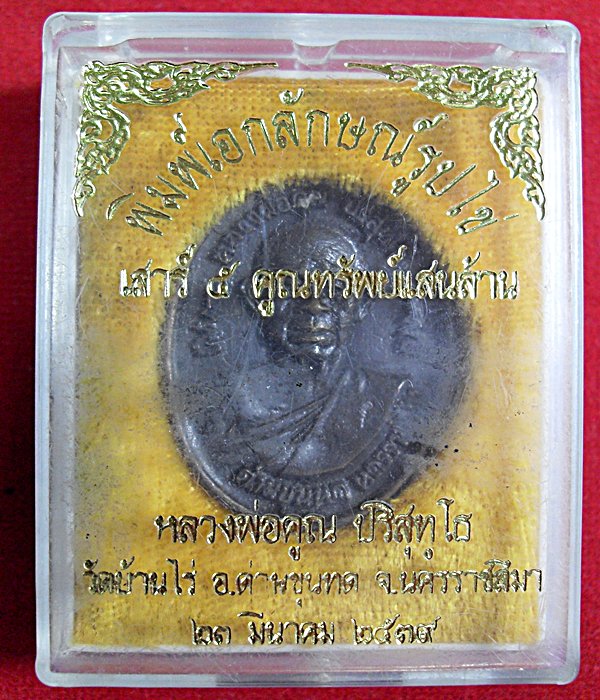 พิมพ์เอกลักษณ์รูปไข่
เสาร์ ๕ คูณทรัพย์แสนล้าน
หลวงพ่อคูณ ปริสุทฺโธ
วัดบ้านไร่ อ.ด่านขุนทด จ.นครราชสีมา
๒๓ มีนาคม ๒๕๓๙